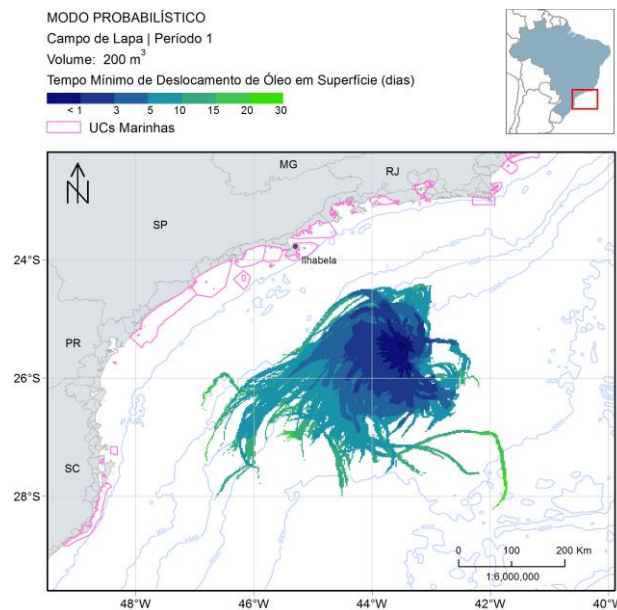 MODO PROBABILÍSTICO
Campo de Lapa | Período 1
Volume: 200 m³
Tempo Mínimo de Deslocamento de Óleo em Superfície (dias)
< 1 3 5 10 15 20 30
UCs Marinhas
N
MG
RJ
SP
Ilhabela
24°S
PR
26°S
SC
28°S
0 100 200 Km
1:6,000,000
48°W 46°W 44°W 42°W 40°W